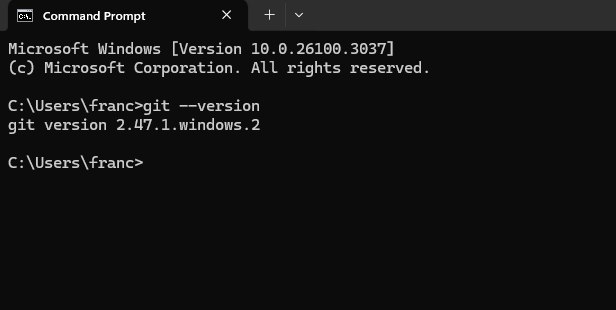 Command Prompt
Microsoft Windows [Version 10.0.26100.3037]
(c) Microsoft Corporation. All rights reserved.
C:\Users\franc>git --version
git version 2.47.1.windows.2
C:\Users\franc>